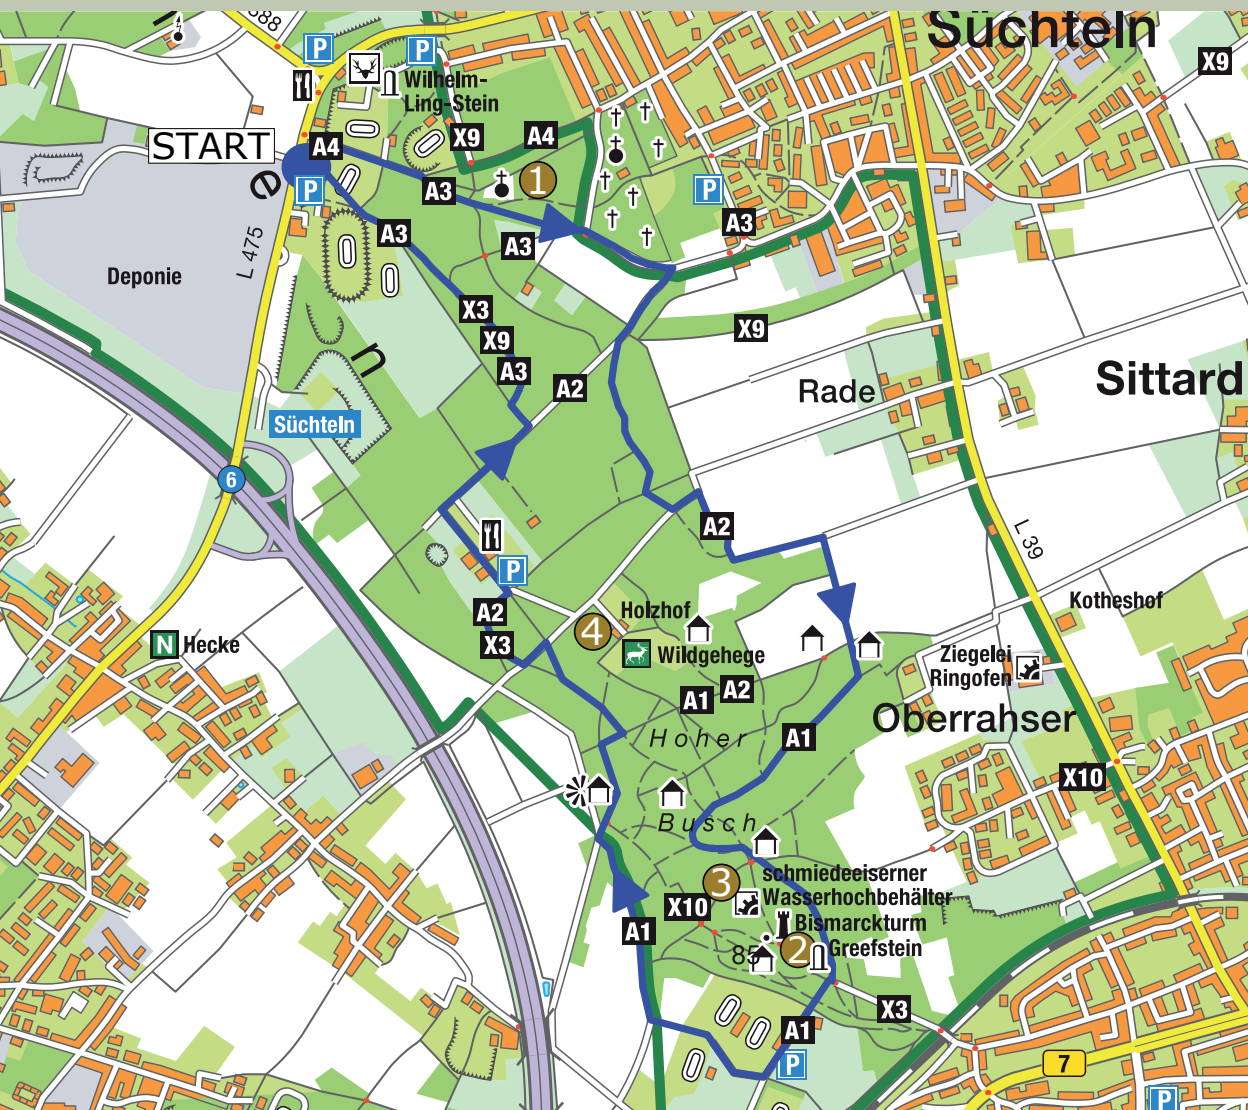 Süchteln
X9
588
P
P
Wilhelm-
Ling-Stein
START
A4
X9
A4
e
P
A3
1
P
A3
A3
A3
L 475
Deponie
X3
X9
X9
A3
n
A2
Rade
Sittard
Süchteln
6
A2
L 39
P
A2
Holzhof
Kotheshof
4
N Hecke
X3
Wildgehege
Ziegelei
Ringofen
A1
A2
Oberrahser
Hoher
A1
X10
Busch
3
schmiedeeiserner
Wasserhochbehälter
X10
Bismarckturm
A1
2
Greefstein
85
X3
A1
P
7
P